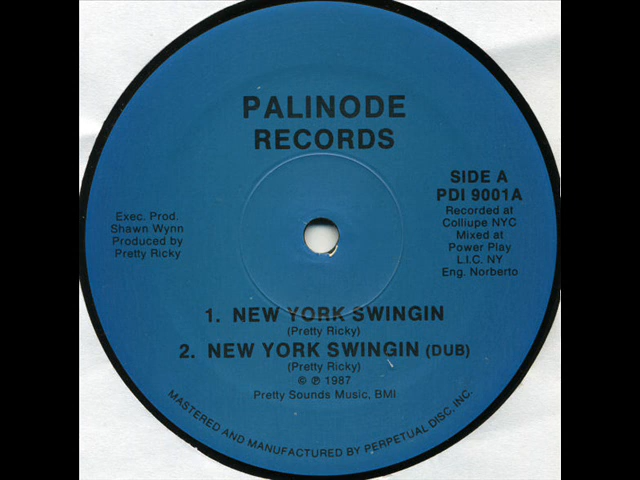 PALINODE
RECORDS
Exec. Prod.
Shawn Wynn
Produced by
Pretty Ricky
SIDE A
PDI 9001A
Recorded at
Colliupe NYC
Mixed at
Power Play
L.I.C. NY
Eng. Norberto
1. NEW YORK SWINGIN
(Pretty Ricky)
2. NEW YORK SWINGIN (DUB)
(Pretty Ricky)
© ℗ 1987
Pretty Sounds Music, BMI
MASTERED AND MANUFACTURED BY PERPETUAL DISC, INC.